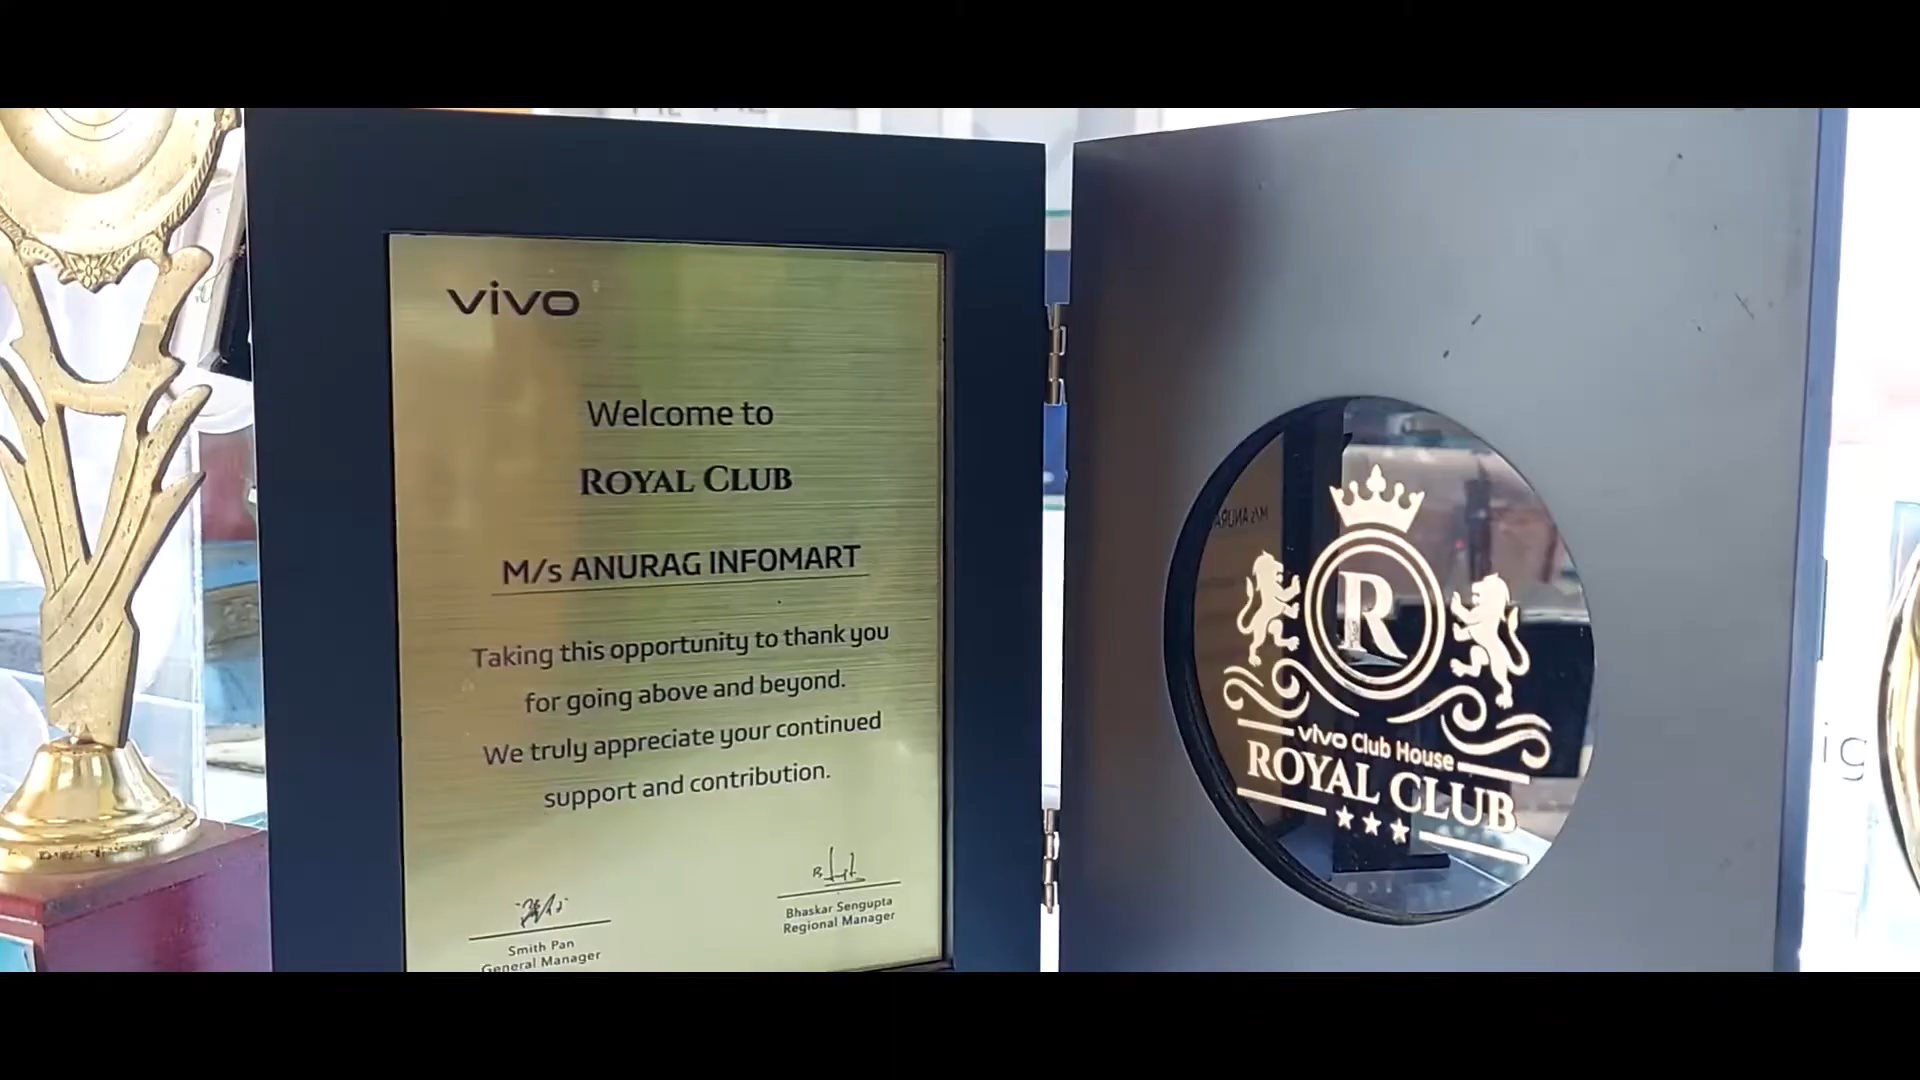 vivo
Welcome to
ROYAL CLUB
M/s ANURAG INFOMART
Taking this opportunity to thank you
for going above and beyond.
We truly appreciate your continued
support and contribution.
Smith Pan
General Manager
Bhaskar Sengupta
Regional Manager
R
vivo Club House
ROYAL CLUB
ig